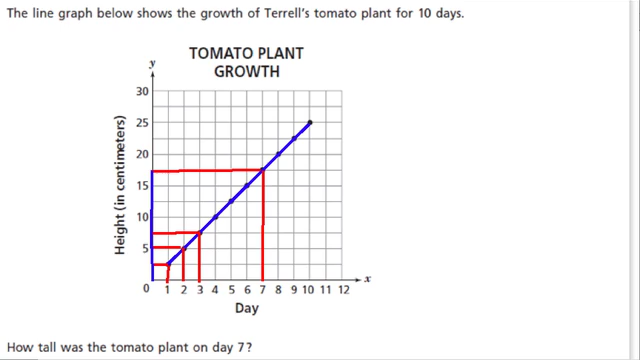 The line graph below shows the growth of Terrell's tomato plant for 10 days.
TOMATO PLANT
GROWTH
y
30
25
20
15
10
5
0 1 2 3 4 5 6 7 8 9 10 11 12 x
Height (in centimeters)
Day
How tall was the tomato plant on day 7?